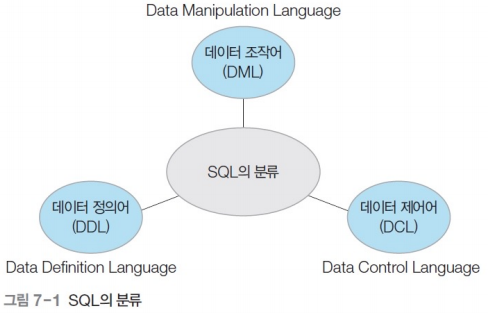 Data Manipulation Language
데이터 조작어
(DML)
SQL의 분류
데이터 정의어
(DDL)
데이터 제어어
(DCL)
Data Definition Language
Data Control Language
그림 7-1 SQL의 분류